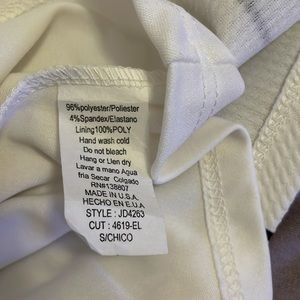 96%polyester/Poliester
4%Spandex/Elastano
Lining100%POLY
Hand wash cold
Do not bleach
Hang or Llen dry
Lavar a mano Agua
fria Secar Colgado
RN#138807
MADE IN U.S.A.
HECHO EN E.U.A
STYLE : JD4263
CUT : 4619-EL
S/CHICO